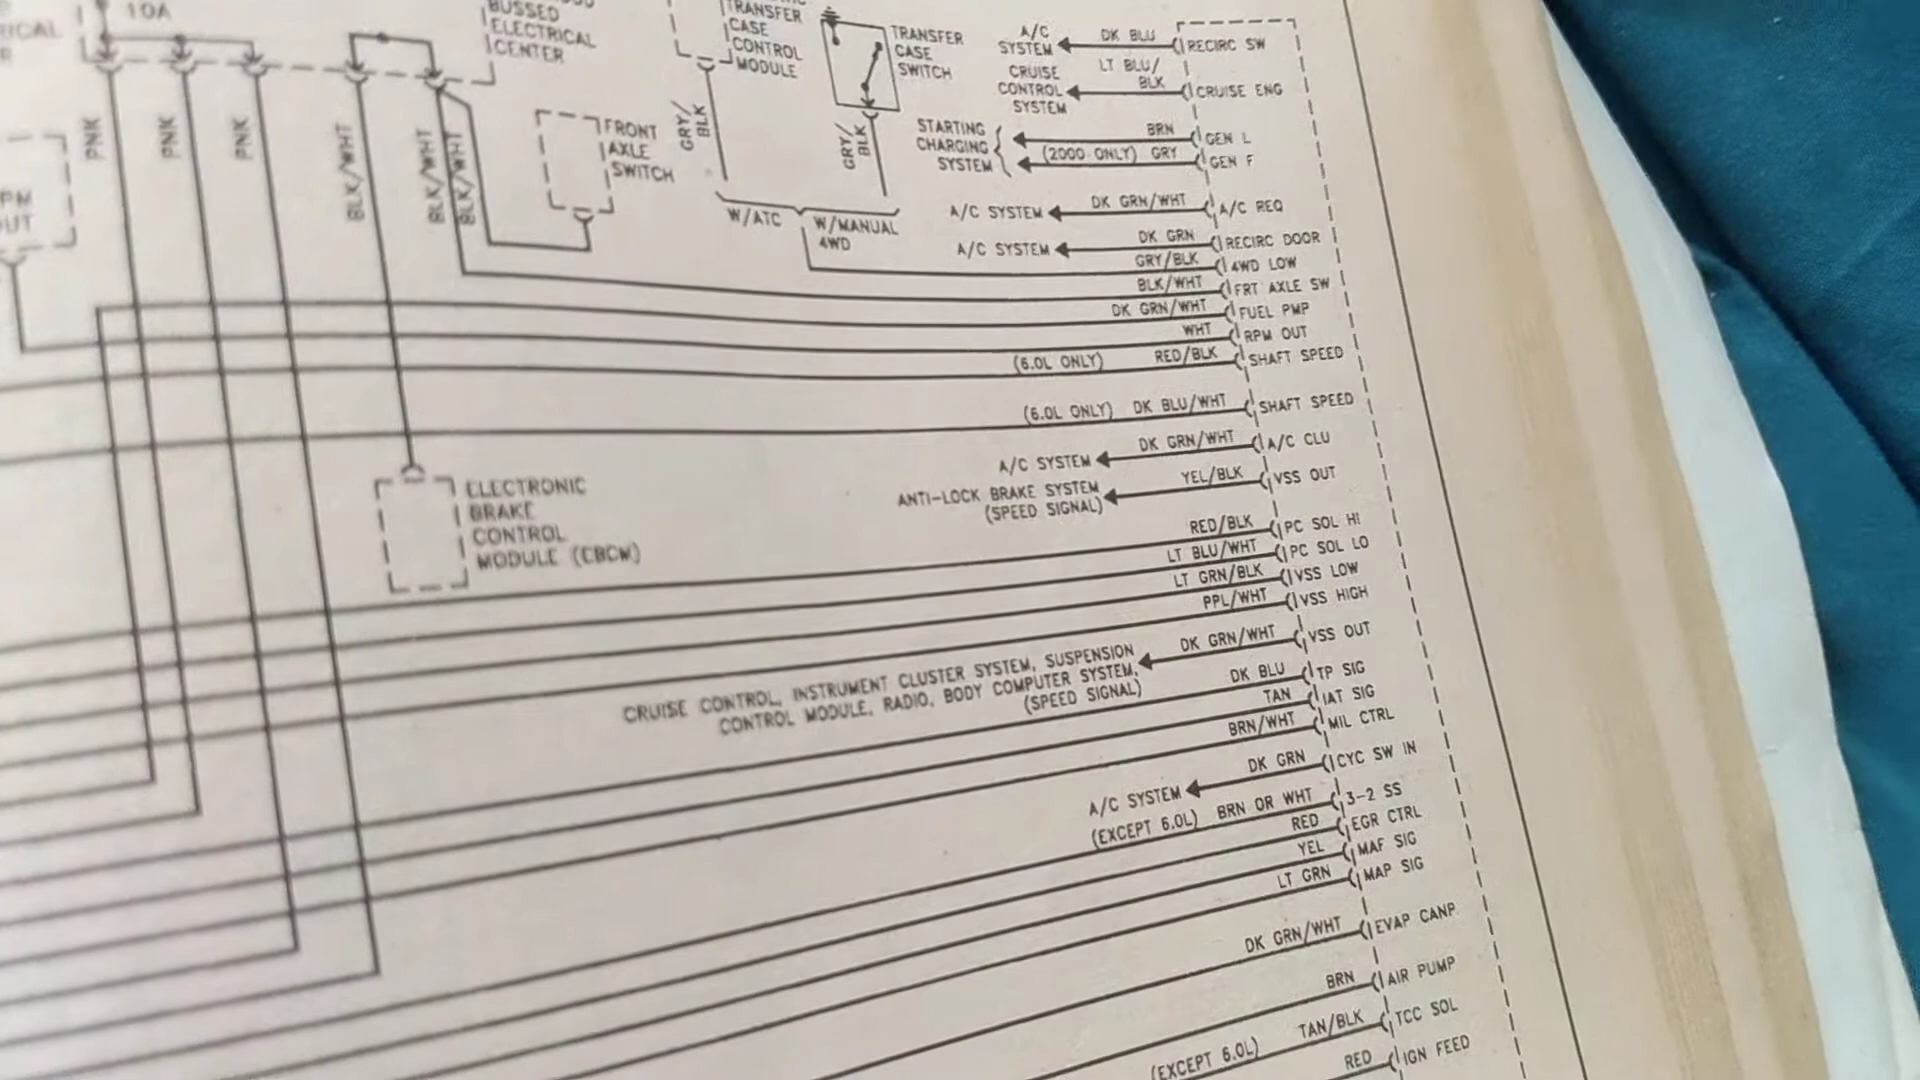 10A
BUSSED
ELECTRICAL
CENTER
TRANSFER
CASE
CONTROL
MODULE
TRANSFER
CASE
SWITCH
FRONT
AXLE
SWITCH
PNK
PNK
PNK
BLK/WHT
BLK/WHT
BLK/WHT
GRY/
BLK
GRY/
BLK
W/ATC
W/MANUAL
4WD
ELECTRONIC
BRAKE
CONTROL
MODULE (EBCM)
A/C
SYSTEM
DK BLU
RECIRC SW
CRUISE
CONTROL
SYSTEM
LT BLU/
BLK
CRUISE ENG
STARTING
CHARGING
SYSTEM
BRN
GEN L
(2000 ONLY) GRY
GEN F
A/C SYSTEM
DK GRN/WHT
A/C REQ
A/C SYSTEM
DK GRN
RECIRC DOOR
GRY/BLK
4WD LOW
BLK/WHT
FRT AXLE SW
DK GRN/WHT
FUEL PMP
WHT
RPM OUT
(6.0L ONLY) RED/BLK
SHAFT SPEED
(6.0L ONLY) DK BLU/WHT
SHAFT SPEED
A/C SYSTEM
DK GRN/WHT
A/C CLU
ANTI-LOCK BRAKE SYSTEM
(SPEED SIGNAL)
YEL/BLK
VSS OUT
RED/BLK
PC SOL HI
LT BLU/WHT
PC SOL LO
LT GRN/BLK
VSS LOW
PPL/WHT
VSS HIGH
CRUISE CONTROL, INSTRUMENT CLUSTER SYSTEM, SUSPENSION
CONTROL MODULE, RADIO, BODY COMPUTER SYSTEM,
(SPEED SIGNAL)
DK GRN/WHT
VSS OUT
DK BLU
TP SIG
TAN
IAT SIG
BRN/WHT
MIL CTRL
A/C SYSTEM
DK GRN
CYC SW IN
(EXCEPT 6.0L) BRN OR WHT
3-2 SS
RED
EGR CTRL
YEL
MAF SIG
LT GRN
MAP SIG
DK GRN/WHT
EVAP CANP
BRN
AIR PUMP
(EXCEPT 6.0L) TAN/BLK
TCC SOL
RED
IGN FEED